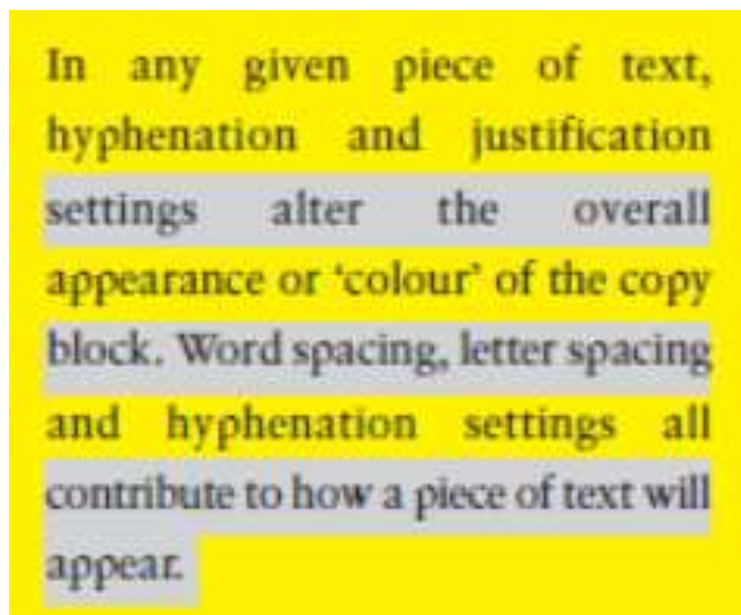 In any given piece of text,
hyphenation and justification
settings alter the overall
appearance or ‘colour’ of the copy
block. Word spacing, letter spacing
and hyphenation settings all
contribute to how a piece of text will
appear.